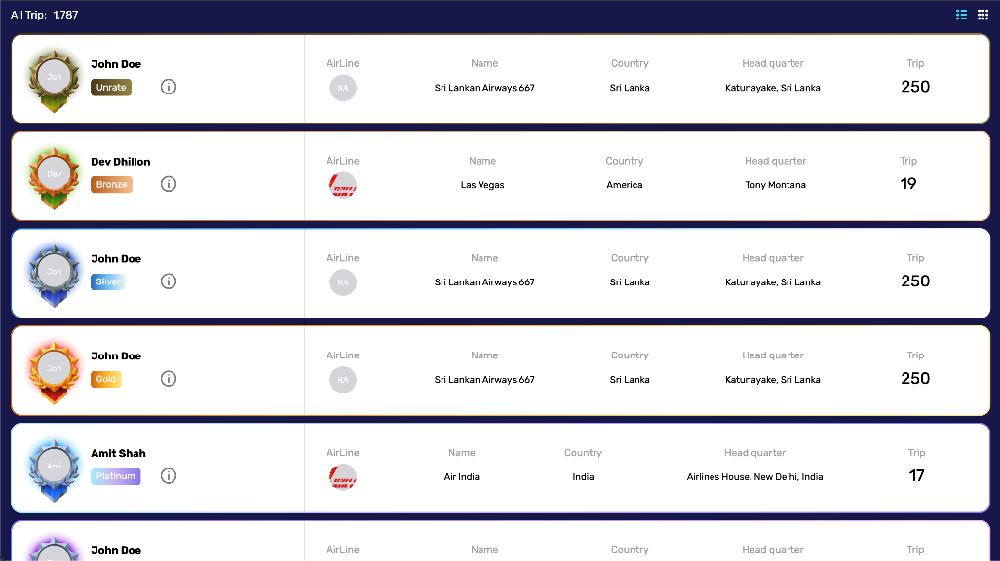 All Trip: 1,787
Joh
John Doe
Unrate
AirLine
NA
Name
Sri Lankan Airways 667
Country
Sri Lanka
Head quarter
Katunayake, Sri Lanka
Trip
250
Dev
Dev Dhillon
Bronze
AirLine
Name
Las Vegas
Country
America
Head quarter
Tony Montana
Trip
19
Joh
John Doe
Silver
AirLine
NA
Name
Sri Lankan Airways 667
Country
Sri Lanka
Head quarter
Katunayake, Sri Lanka
Trip
250
Joh
John Doe
Gold
AirLine
NA
Name
Sri Lankan Airways 667
Country
Sri Lanka
Head quarter
Katunayake, Sri Lanka
Trip
250
Ami
Amit Shah
Platinum
AirLine
Name
Air India
Country
India
Head quarter
Airlines House, New Delhi, India
Trip
17
John Doe
AirLine
Name
Country
Head quarter
Trip